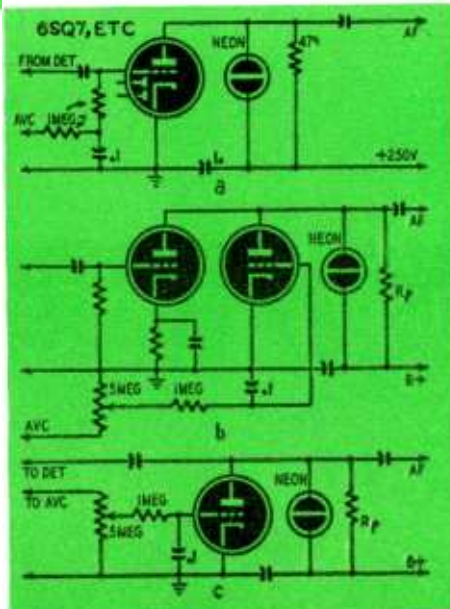 6SQ7, ETC
AF
NEON
47K
FROM DET
AVC 1MEG
.1
+250V
a
AF
NEON
Rp
B+
.5MEG 1MEG .1
AVC
b
TO DET
AF
TO AVC
NEON
1MEG
Rp
.5MEG
.1
B+
c